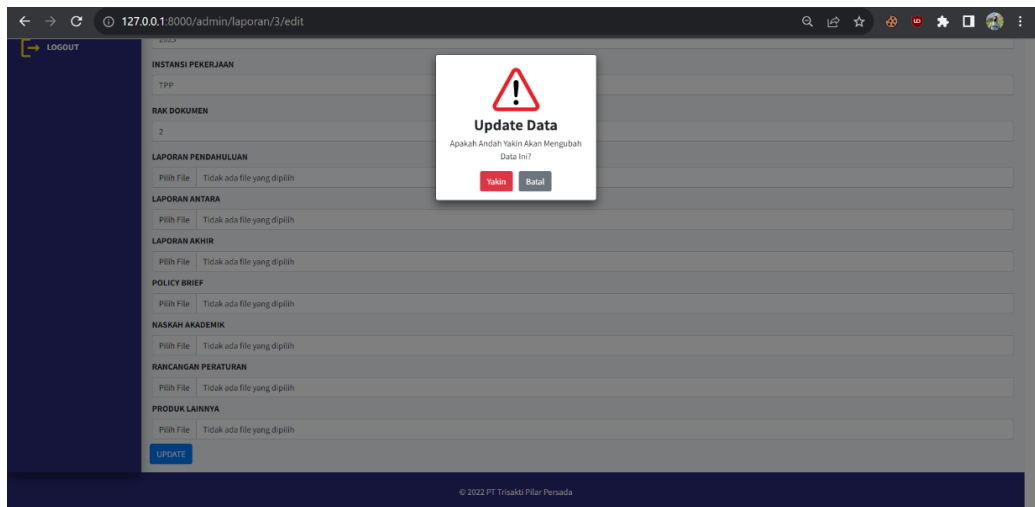 127.0.0.1:8000/admin/laporan/3/edit
LOGOUT
2023
INSTANSI PEKERJAAN
TPP
RAK DOKUMEN
2
LAPORAN PENDAHULUAN
Pilih File Tidak ada file yang dipilih
LAPORAN ANTARA
Pilih File Tidak ada file yang dipilih
LAPORAN AKHIR
Pilih File Tidak ada file yang dipilih
POLICY BRIEF
Pilih File Tidak ada file yang dipilih
NASKAH AKADEMIK
Pilih File Tidak ada file yang dipilih
RANCANGAN PERATURAN
Pilih File Tidak ada file yang dipilih
PRODUK LAINNYA
Pilih File Tidak ada file yang dipilih
UPDATE
Update Data
Apakah Andah Yakin Akan Mengubah
Data Ini?
Yakin Batal
© 2022 PT Trisakti Pilar Persada